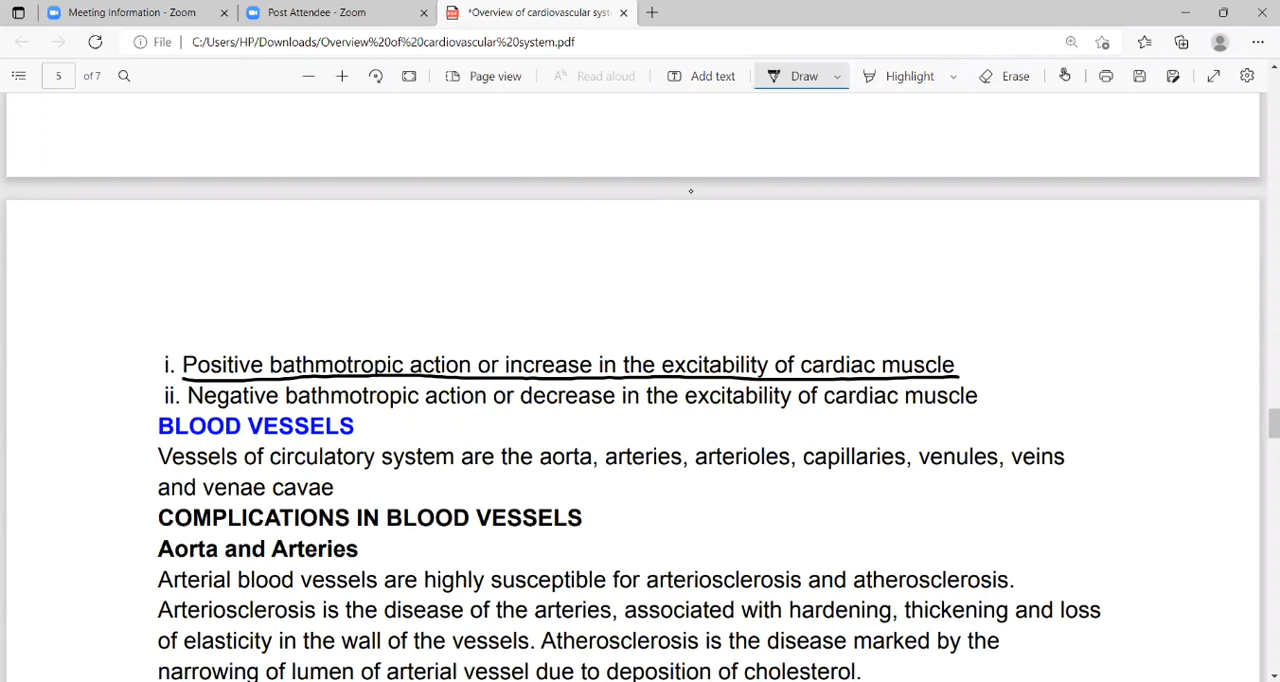 Meeting Information - Zoom
Post Attendee - Zoom
*Overview of cardiovascular syst
File
C:/Users/HP/Downloads/Overview%20of%20cardiovascular%20system.pdf
5 of 7
Page view
Read aloud
Add text
Draw
Highlight
Erase
i. Positive bathmotropic action or increase in the excitability of cardiac muscle
ii. Negative bathmotropic action or decrease in the excitability of cardiac muscle
BLOOD VESSELS
Vessels of circulatory system are the aorta, arteries, arterioles, capillaries, venules, veins
and venae cavae
COMPLICATIONS IN BLOOD VESSELS
Aorta and Arteries
Arterial blood vessels are highly susceptible for arteriosclerosis and atherosclerosis.
Arteriosclerosis is the disease of the arteries, associated with hardening, thickening and loss
of elasticity in the wall of the vessels. Atherosclerosis is the disease marked by the
narrowing of lumen of arterial vessel due to deposition of cholesterol.